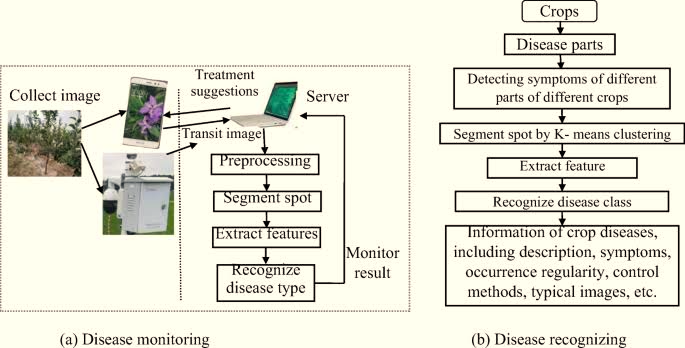 Collect image
Treatment
suggestions
Server
Transit image
Preprocessing
Segment spot
Extract features
Recognize
disease type
Monitor
result
(a) Disease monitoring
Crops
Disease parts
Detecting symptoms of different
parts of different crops
Segment spot by K- means clustering
Extract feature
Recognize disease class
Information of crop diseases,
including description, symptoms,
occurrence regularity, control
methods, typical images, etc.
(b) Disease recognizing